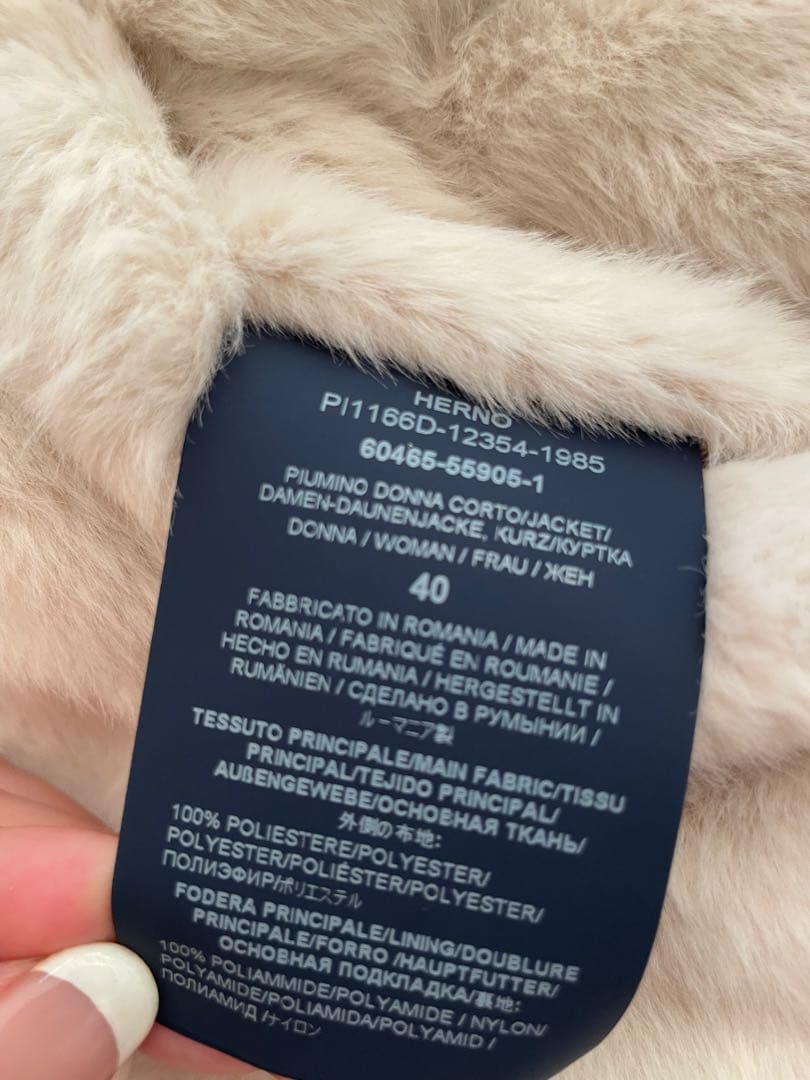 HERNO
PI1166D-12354-1985
60465-55905-1
PIUMINO DONNA CORTO/JACKET/
DAMEN-DAUNENJACKE, KURZ/КУРТКА
DONNA / WOMAN / FRAU / ЖЕН
40
FABBRICATO IN ROMANIA / MADE IN
ROMANIA / FABRIQUÉ EN ROUMANIE /
HECHO EN RUMANIA / HERGESTELLT IN
RUMÄNIEN / СДЕЛАНО В РУМЫНИИ /
ルーマニア製
TESSUTO PRINCIPALE/MAIN FABRIC/TISSU
PRINCIPAL/TEJIDO PRINCIPAL/
AUßENGEWEBE/ОСНОВНАЯ ТКАНЬ/
外側の布地:
100% POLIESTERE/POLYESTER/
POLYESTER/POLIÉSTER/POLYESTER/
ПОЛИЭФИР/ポリエステル
FODERA PRINCIPALE/LINING/DOUBLURE
PRINCIPALE/FORRO /HAUPTFUTTER/
ОСНОВНАЯ ПОДКЛАДКА/裏地:
100% POLIAMMIDE/POLYAMIDE / NYLON/
POLYAMIDE/POLIAMIDA/POLYAMID /
ПОЛИАМИД /ナイロン